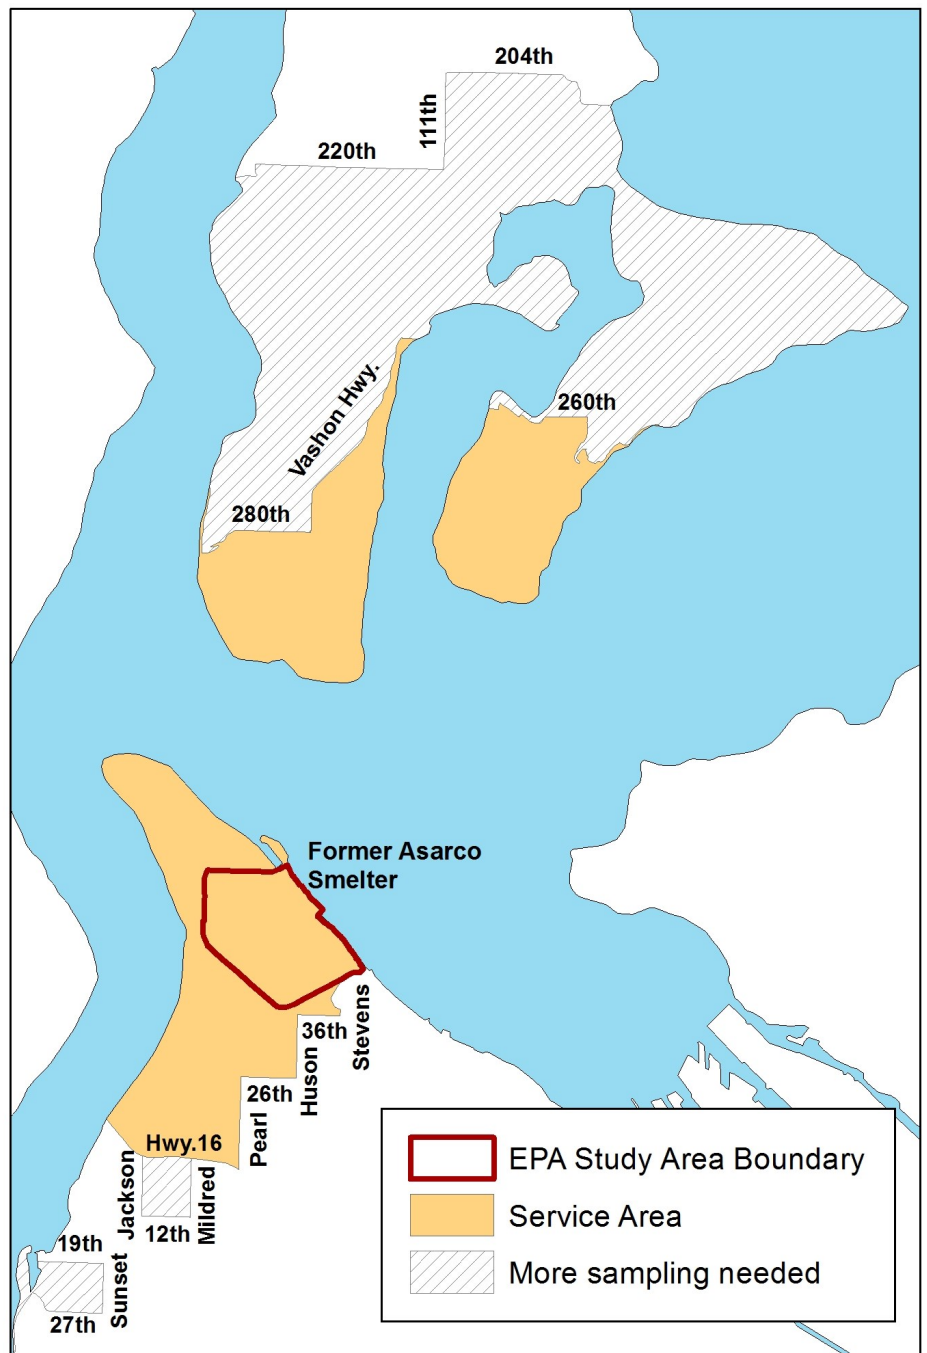 204th
111th
220th
Vashon Hwy.
260th
280th
Former Asarco
Smelter
Stevens
36th
Huson
26th
Pearl
Hwy.16
Jackson
Mildred
12th
19th
Sunset
27th
EPA Study Area Boundary
Service Area
More sampling needed